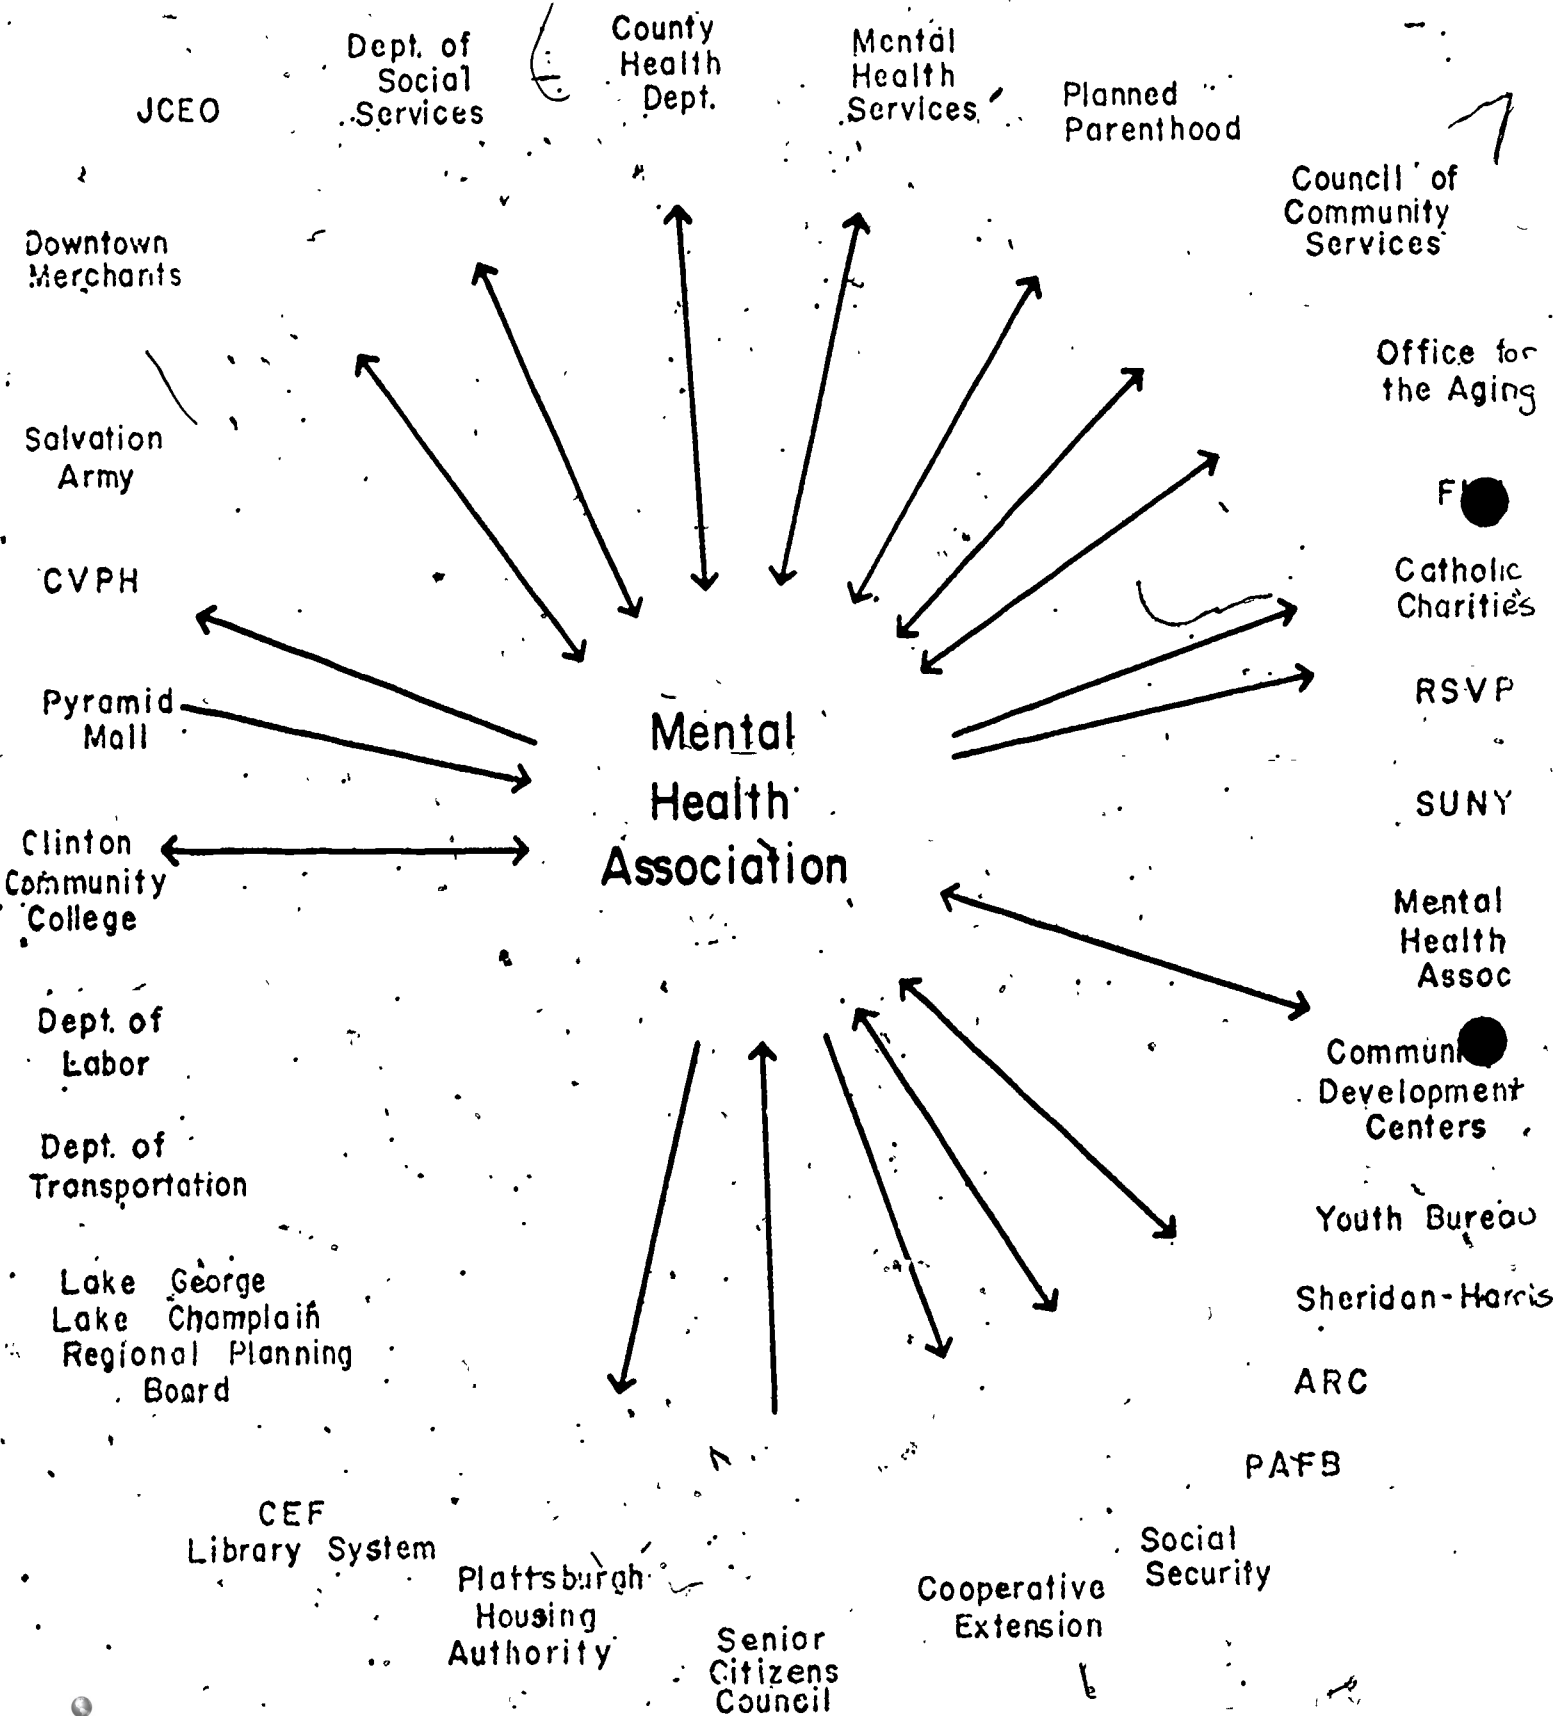 JCEO
Dept. of
Social
Services
County
Health
Dept.
Mental
Health
Services
Planned
Parenthood
Council of
Community
Services
Downtown
Merchants
Office for
the Aging
Salvation
Army
CVPH
Catholic
Charities
Pyramid
Mall
RSVP
Mental
Health
Association
SUNY
Clinton
Community
College
Mental
Health
Assoc
Dept. of
Labor
Development
Centers
Dept. of
Transportation
Youth Bureau
Lake George
Lake Champlain
Regional Planning
Board
Sheridan-Harris
ARC
PAFB
CEF
Library System
Plattsburgh
Housing
Authority
Senior
Citizens
Council
Cooperative
Extension
Social
Security